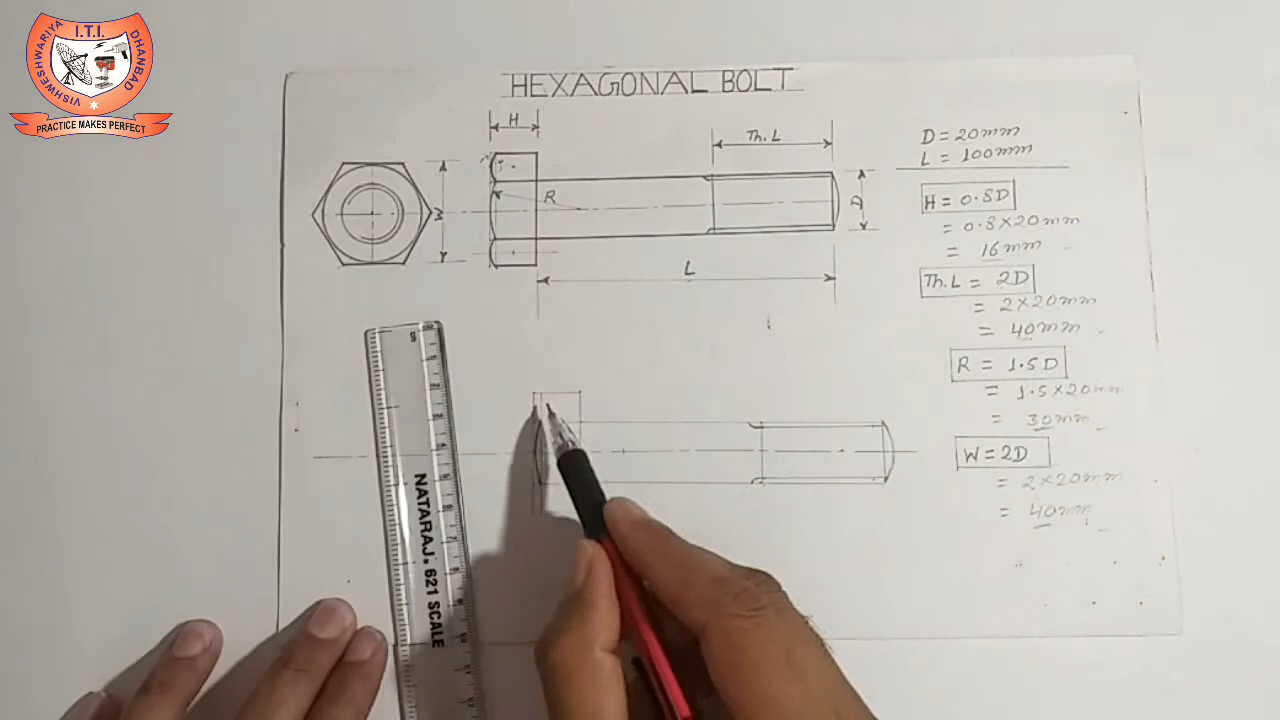 I.T.I.
VISHWESHWARIYA
DHANBAD
PRACTICE MAKES PERFECT
HEXAGONAL BOLT
H
Th. L
R
W
D
L
D = 20mm
L = 100mm
H = 0.8D
= 0.8×20mm
= 16mm
Th. L = 2D
= 2×20mm
= 40mm
R = 1.5D
= 1.5×20mm
= 30mm
W = 2D
= 2×20mm
= 40mm
NATARAJ. 621 SCALE